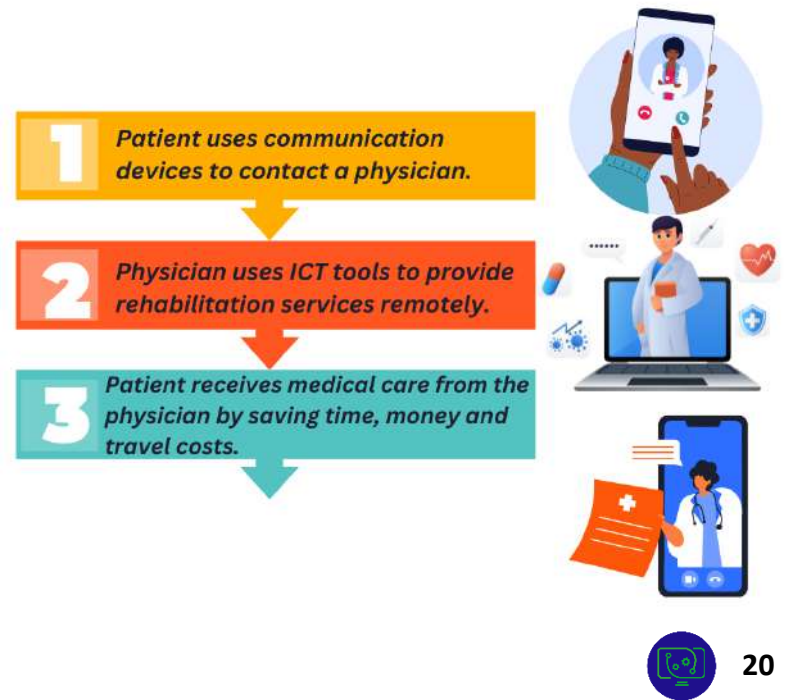 1
Patient uses communication
devices to contact a physician.
2
Physician uses ICT tools to provide
rehabilitation services remotely.
3
Patient receives medical care from the
physician by saving time, money and
travel costs.
20